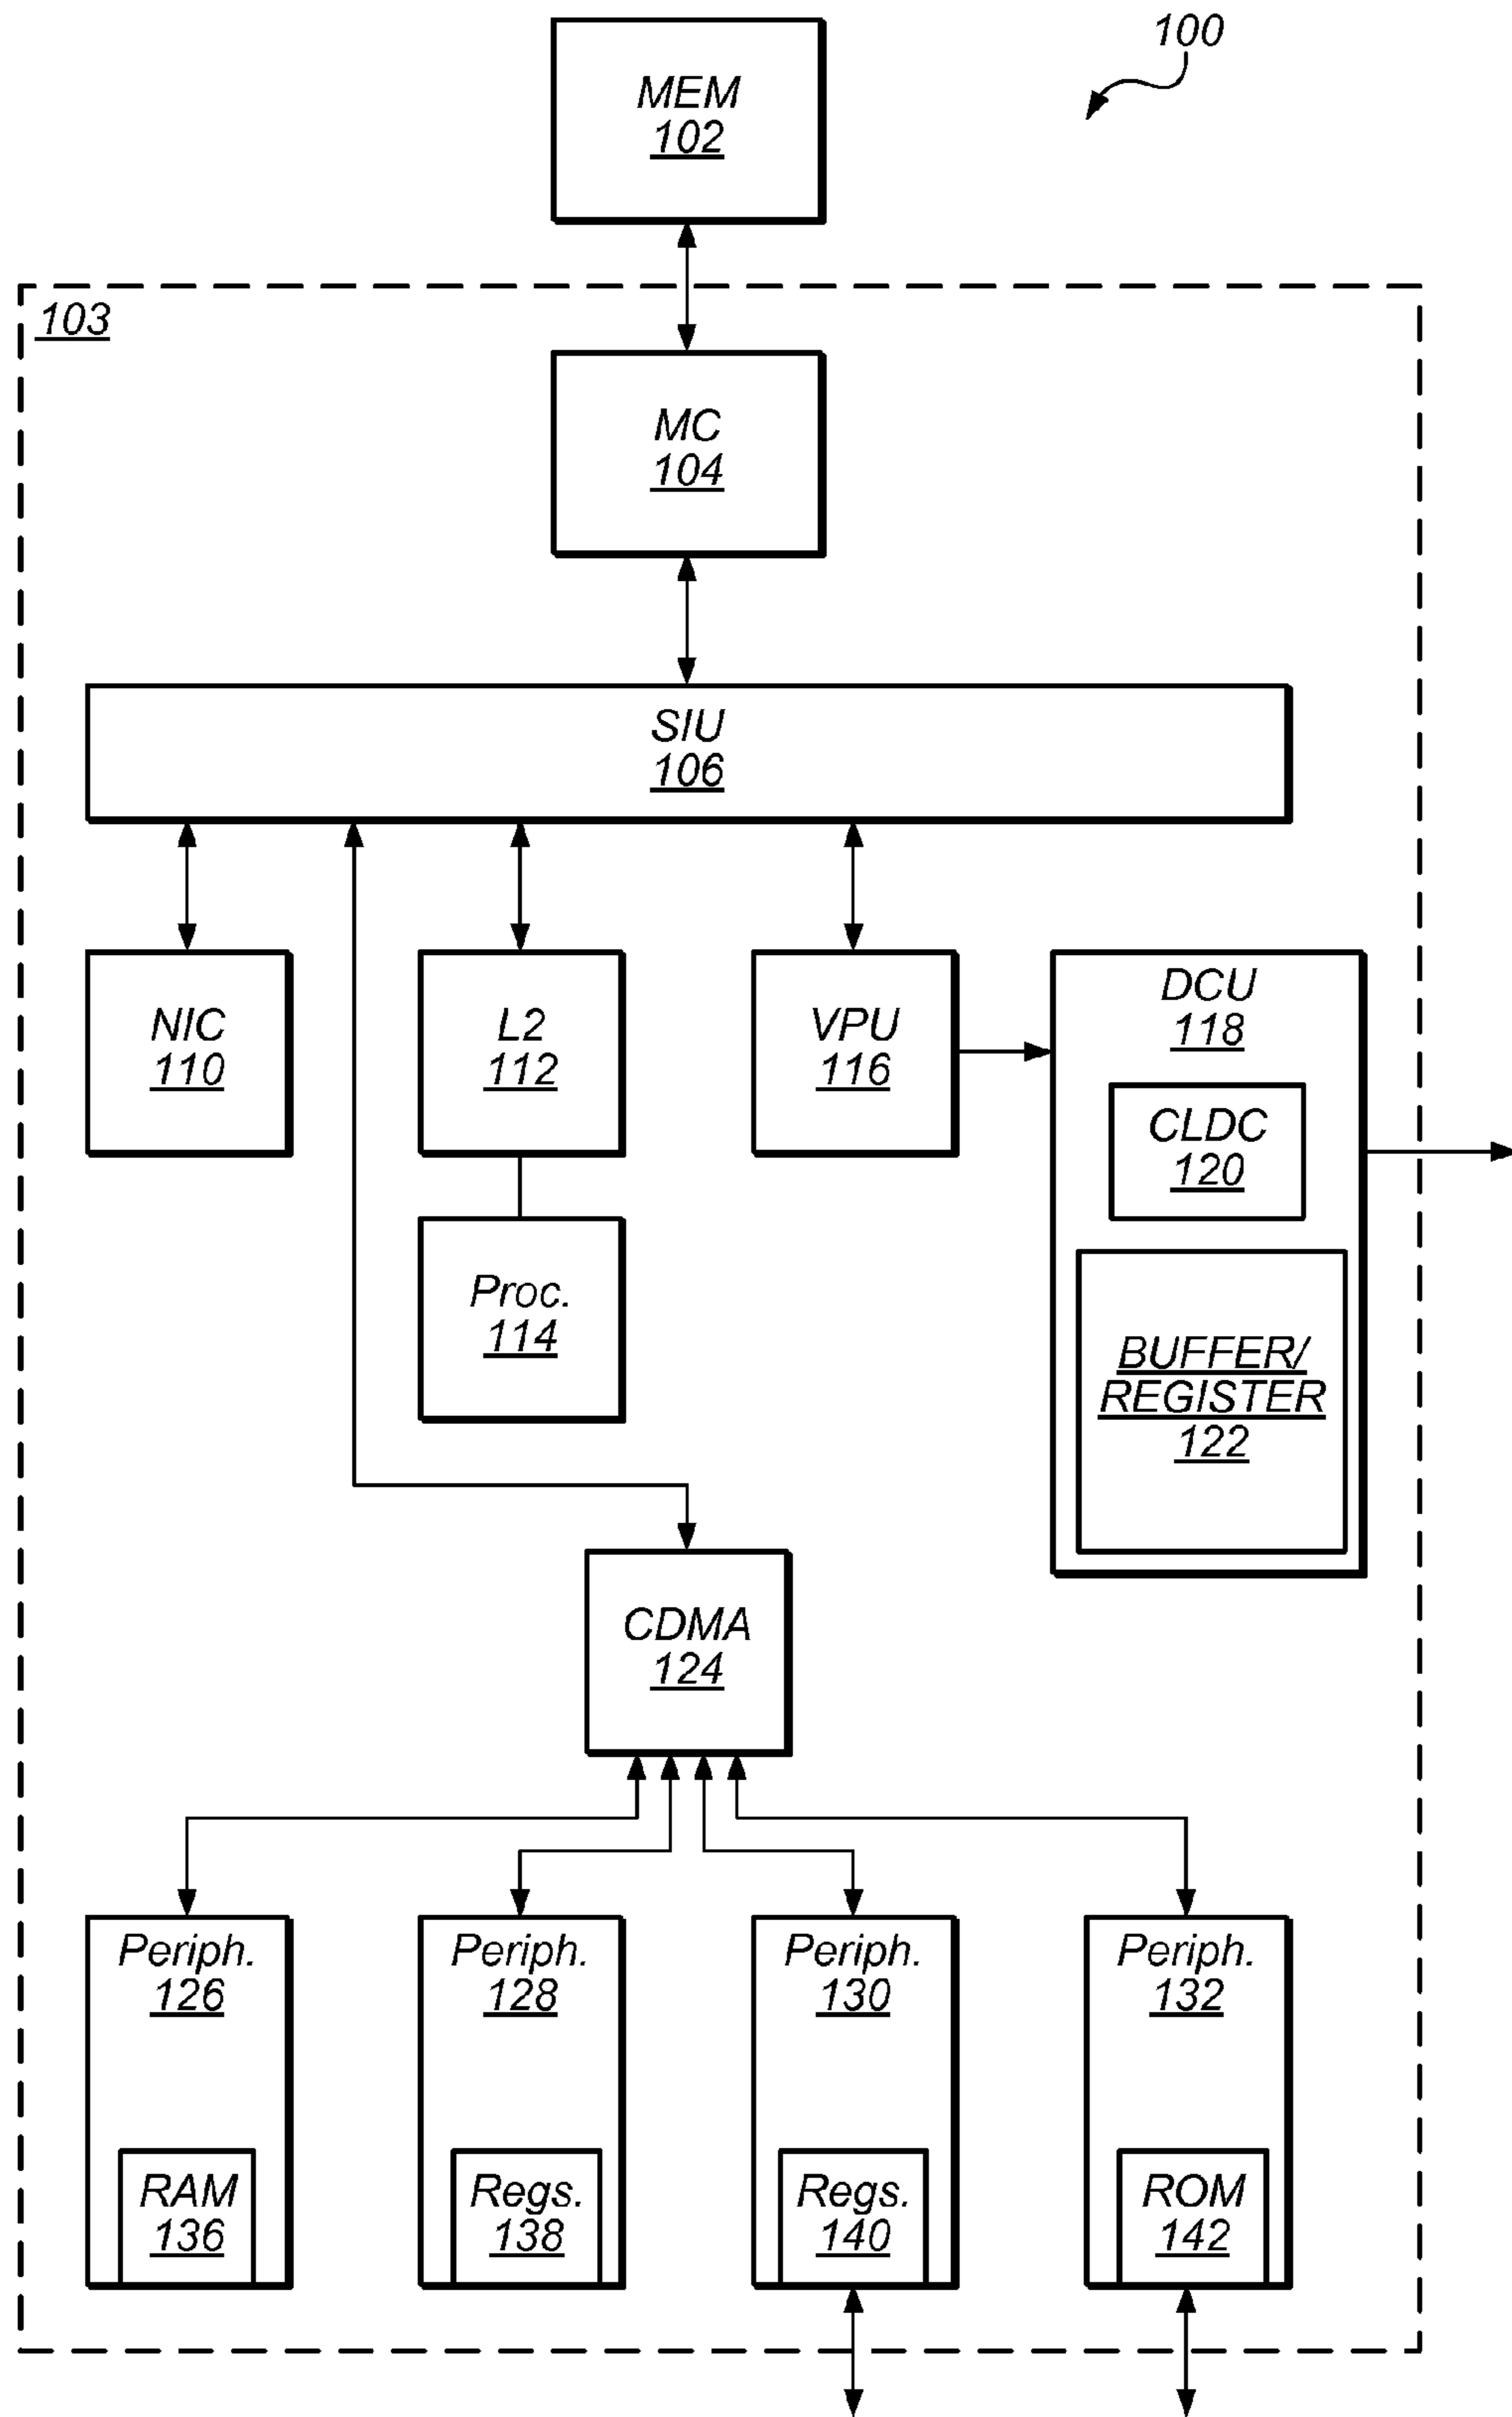 100
MEM
102
103
MC
104
SIU
106
NIC
110
L2
112
VPU
116
DCU
118
CLDC
120
BUFFER/
REGISTER
122
Proc.
114
CDMA
124
Periph.
126
RAM
136
Periph.
128
Regs.
138
Periph.
130
Regs.
140
Periph.
132
ROM
142